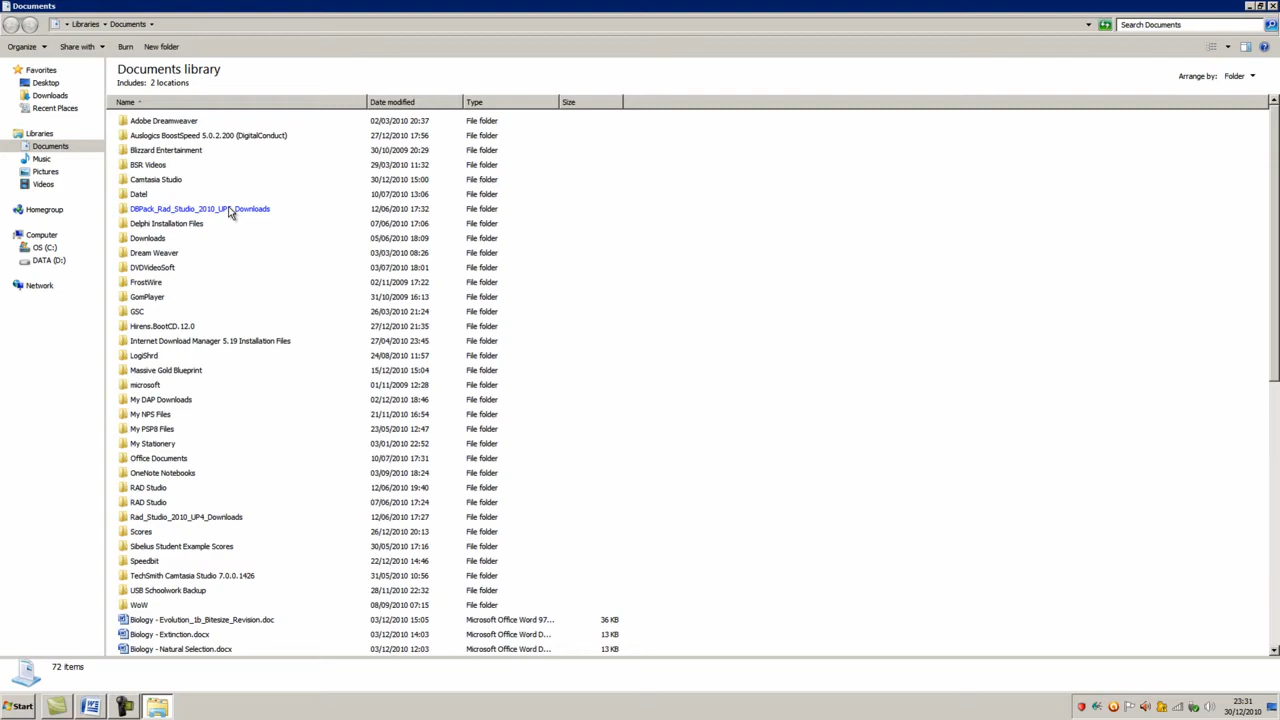 Documents
Libraries Documents
Search Documents
Organize Share with Burn New folder
Documents library
Includes: 2 locations
Arrange by: Folder
Favorites
Desktop
Downloads
Recent Places
Libraries
Documents
Music
Pictures
Videos
Homegroup
Computer
OS (C:)
DATA (D:)
Network
Name Date modified Type Size
Adobe Dreamweaver 02/03/2010 20:37 File folder
Auslogics BoostSpeed 5.0.2.200 (DigitalConduct) 27/12/2010 17:56 File folder
Blizzard Entertainment 30/10/2009 20:29 File folder
BSR Videos 29/03/2010 11:32 File folder
Camtasia Studio 30/12/2010 15:00 File folder
Datel 10/07/2010 13:06 File folder
DBPack_Rad_Studio_2010_UP4_Downloads 12/06/2010 17:32 File folder
Delphi Installation Files 07/06/2010 17:06 File folder
Downloads 05/06/2010 18:09 File folder
Dream Weaver 03/03/2010 08:26 File folder
DVDVideoSoft 03/07/2010 18:01 File folder
FrostWire 02/11/2009 17:22 File folder
GomPlayer 31/10/2009 16:13 File folder
GSC 26/03/2010 21:24 File folder
Hirens.BootCD.12.0 27/12/2010 21:35 File folder
Internet Download Manager 5.19 Installation Files 27/04/2010 23:45 File folder
LogiShrd 24/08/2010 11:57 File folder
Massive Gold Blueprint 15/12/2010 15:04 File folder
microsoft 01/11/2009 12:28 File folder
My DAP Downloads 02/12/2010 18:46 File folder
My NPS Files 21/11/2010 16:54 File folder
My PSP8 Files 23/05/2010 12:47 File folder
My Stationery 03/01/2010 22:52 File folder
Office Documents 10/07/2010 17:31 File folder
OneNote Notebooks 03/09/2010 18:24 File folder
RAD Studio 12/06/2010 19:40 File folder
RAD Studio 07/06/2010 17:24 File folder
Rad_Studio_2010_UP4_Downloads 12/06/2010 17:27 File folder
Scores 26/12/2010 20:13 File folder
Sibelius Student Example Scores 30/05/2010 17:16 File folder
Speedbit 22/12/2010 14:46 File folder
TechSmith Camtasia Studio 7.0.0.1426 31/05/2010 10:56 File folder
USB Schoolwork Backup 28/11/2010 22:32 File folder
WoW 08/09/2010 07:15 File folder
Biology - Evolution_1b_Bitesize_Revision.doc 03/12/2010 15:05 Microsoft Office Word 97... 36 KB
Biology - Extinction.docx 03/12/2010 14:03 Microsoft Office Word D... 13 KB
Biology - Natural Selection.docx 03/12/2010 12:03 Microsoft Office Word D... 13 KB
72 items
Start
23:31
30/12/2010